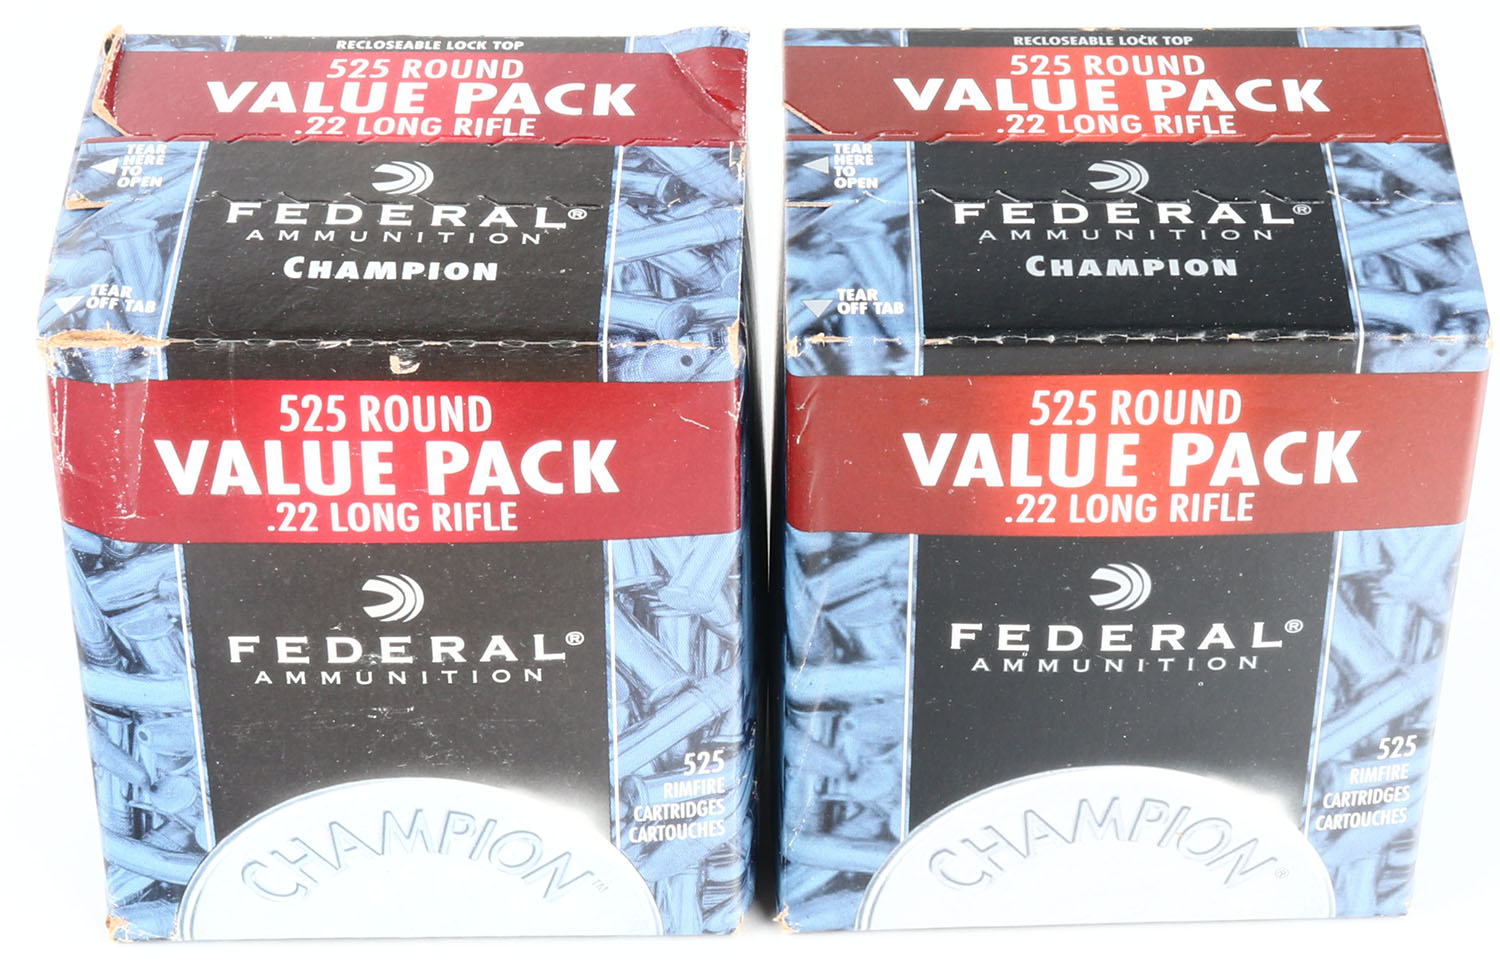 RECLOSEABLE LOCK TOP
525 ROUND
VALUE PACK
.22 LONG RIFLE
TEAR
HERE
TO
OPEN
FEDERAL®
AMMUNITION
CHAMPION
TEAR
OFF TAB
525 ROUND
VALUE PACK
.22 LONG RIFLE
FEDERAL®
AMMUNITION
525
RIMFIRE
CARTRIDGES
CARTOUCHES
CHAMPION™
RECLOSEABLE LOCK TOP
525 ROUND
VALUE PACK
.22 LONG RIFLE
TEAR
HERE
TO
OPEN
FEDERAL®
AMMUNITION
CHAMPION
TEAR
OFF TAB
525 ROUND
VALUE PACK
.22 LONG RIFLE
FEDERAL®
AMMUNITION
525
RIMFIRE
CARTRIDGES
CARTOUCHES
CHAMPION®